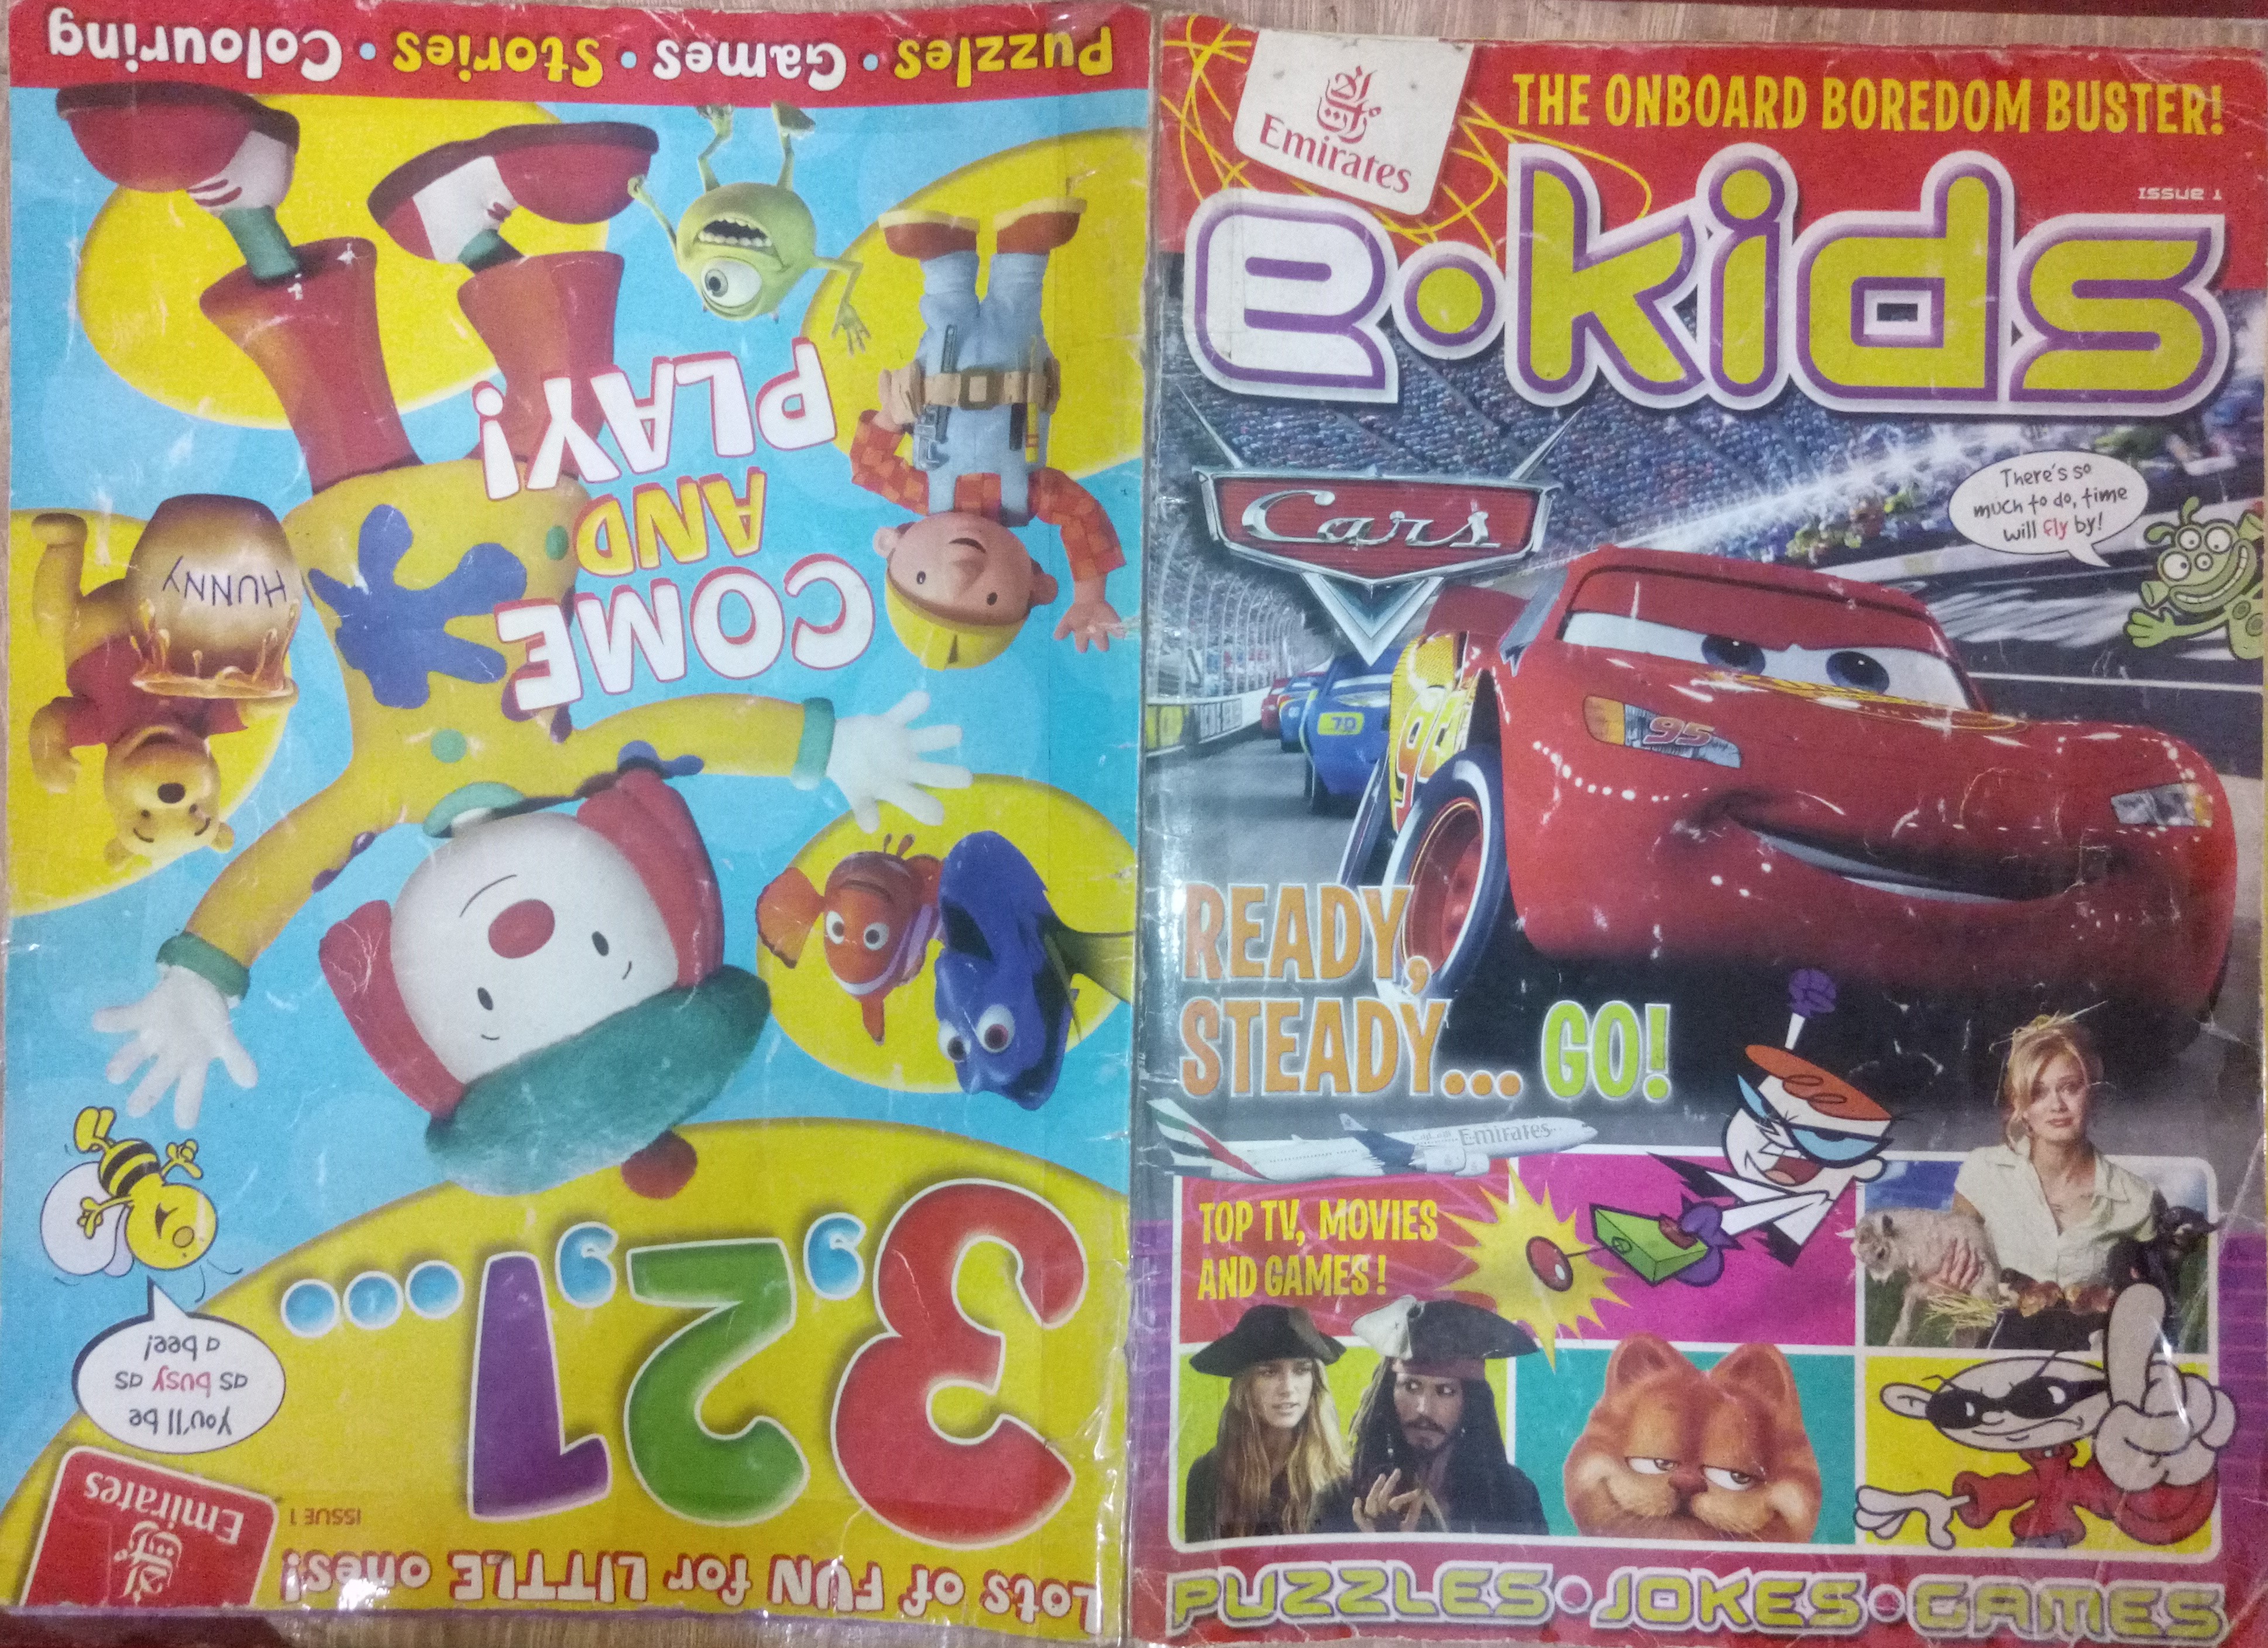 Emirates
THE ONBOARD BOREDOM BUSTER!
ISSUE 1
e·kids
Cars
There's so
much to do, time
will fly by!
95
70
READY,
STEADY... GO!
Emirates
TOP TV, MOVIES
AND GAMES!
PUZZLES•JOKES•GAMES
Lots of FUN for LITTLE ones!
Emirates
ISSUE 1
3,2,1...
You'll be
as busy as
a bee!
COME
AND
PLAY!
HUNNY
Puzzles • Games • Stories • Colouring